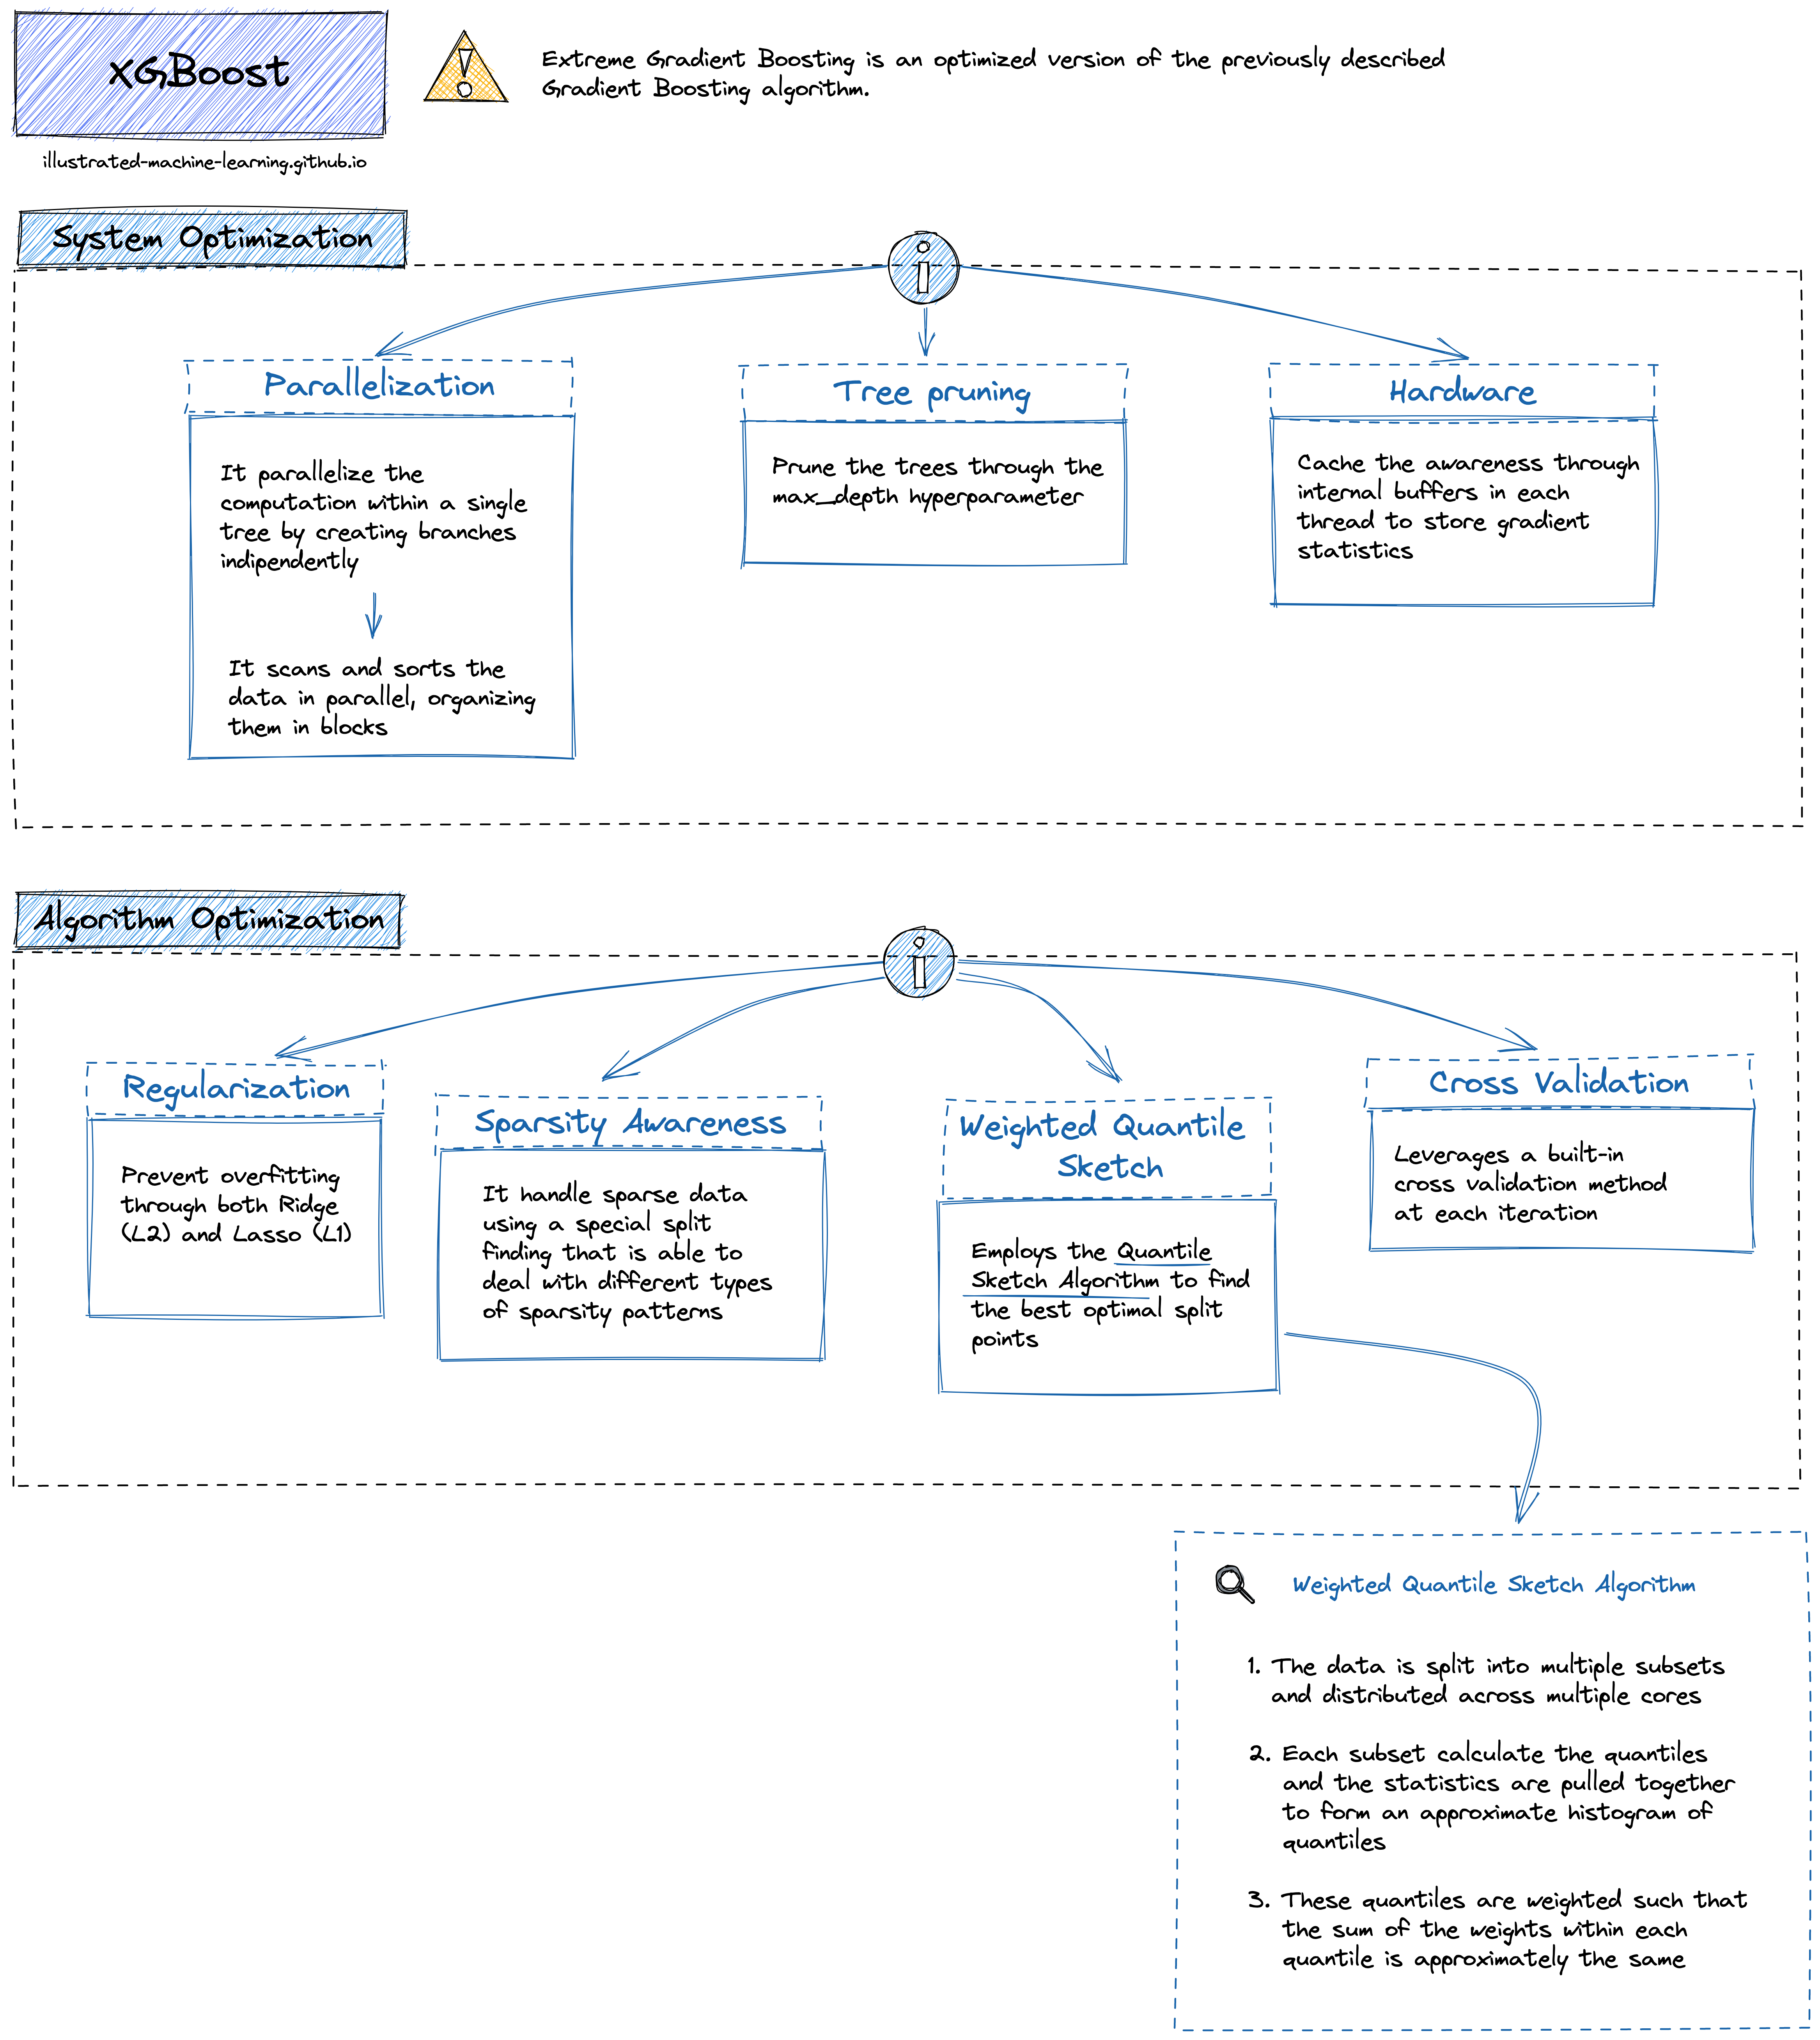 xGBoost
Extreme Gradient Boosting is an optimized version of the previously described
Gradient Boosting algorithm.
illustrated-machine-learning.github.io
System Optimization
Parallelization
It parallelize the
computation within a single
tree by creating branches
indipendently
It scans and sorts the
data in parallel, organizing
them in blocks
Tree pruning
Prune the trees through the
max_depth hyperparameter
Hardware
Cache the awareness through
internal buffers in each
thread to store gradient
statistics
Algorithm Optimization
Regularization
Prevent overfitting
through both Ridge
(L2) and Lasso (L1)
Sparsity Awareness
It handle sparse data
using a special split
finding that is able to
deal with different types
of sparsity patterns
Weighted Quantile
Sketch
Employs the Quantile
Sketch Algorithm to find
the best optimal split
points
Cross Validation
Leverages a built-in
cross validation method
at each iteration
Weighted Quantile Sketch Algorithm
1. The data is split into multiple subsets
and distributed across multiple cores
2. Each subset calculate the quantiles
and the statistics are pulled together
to form an approximate histogram of
quantiles
3. These quantiles are weighted such that
the sum of the weights within each
quantile is approximately the same